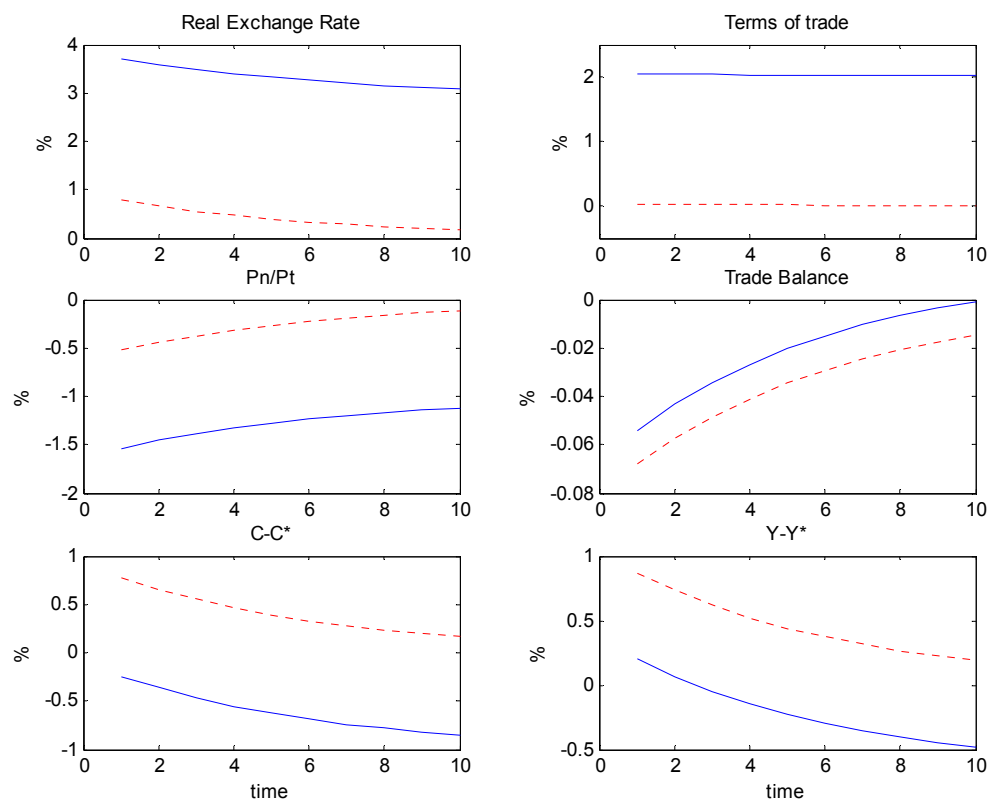 Real Exchange Rate
Terms of trade
4
3
2
1
0
%
0 2 4 6 8 10
2
1
0
%
0 2 4 6 8 10
Pn/Pt
Trade Balance
0
-0.5
-1
-1.5
-2
%
0 2 4 6 8 10
0
-0.02
-0.04
-0.06
-0.08
%
0 2 4 6 8 10
C-C*
Y-Y*
1
0.5
0
-0.5
-1
%
0 2 4 6 8 10
time
1
0.5
0
-0.5
%
0 2 4 6 8 10
time